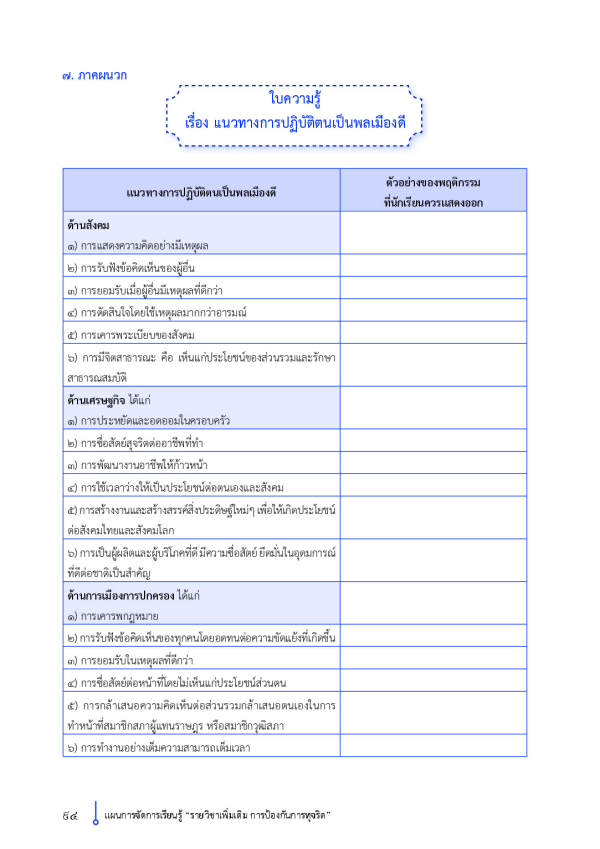 ๗. ภาคผนวก
ใบความรู้
เรื่อง แนวทางการปฏิบัติตนเป็นพลเมืองดี
แนวทางการปฏิบัติตนเป็นพลเมืองดี
ตัวอย่างของพฤติกรรม
ที่นักเรียนควรแสดงออก
ด้านสังคม
๑) การแสดงความคิดอย่างมีเหตุผล
๒) การรับฟังข้อคิดเห็นของผู้อื่น
๓) การยอมรับเมื่อผู้อื่นมีเหตุผลที่ดีกว่า
๔) การตัดสินใจโดยใช้เหตุผลมากกว่าอารมณ์
๕) การเคารพระเบียบของสังคม
๖) การมีจิตสาธารณะ คือ เห็นแก่ประโยชน์ของส่วนรวมและรักษา
สาธารณสมบัติ
ด้านเศรษฐกิจ ได้แก่
๑) การประหยัดและอดออมในครอบครัว
๒) การซื่อสัตย์สุจริตต่ออาชีพที่ทำ
๓) การพัฒนางานอาชีพให้ก้าวหน้า
๔) การใช้เวลาว่างให้เป็นประโยชน์ต่อตนเองและสังคม
๕) การสร้างงานและสร้างสรรค์สิ่งประดิษฐ์ใหม่ๆ เพื่อให้เกิดประโยชน์
ต่อสังคมไทยและสังคมโลก
๖) การเป็นผู้ผลิตและผู้บริโภคที่ดี มีความซื่อสัตย์ ยึดมั่นในอุดมการณ์
ที่ดีต่อชาติเป็นสำคัญ
ด้านการเมืองการปกครอง ได้แก่
๑) การเคารพกฎหมาย
๒) การรับฟังข้อคิดเห็นของทุกคนโดยอดทนต่อความขัดแย้งที่เกิดขึ้น
๓) การยอมรับในเหตุผลที่ดีกว่า
๔) การซื่อสัตย์ต่อหน้าที่โดยไม่เห็นแก่ประโยชน์ส่วนตน
๕) การกล้าเสนอความคิดเห็นต่อส่วนรวมกล้าเสนอตนเองในการ
ทำหน้าที่สมาชิกสภาผู้แทนราษฎร หรือสมาชิกวุฒิสภา
๖) การทำงานอย่างเต็มความสามารถเต็มเวลา
๕๔ แผนการจัดการเรียนรู้ “รายวิชาเพิ่มเติม การป้องกันการทุจริต”